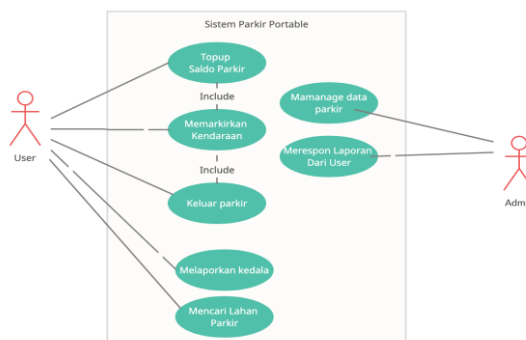 Sistem Parkir Portable
Topup
Saldo Parkir
Include
Memarkirkan
Kendaraan
Include
Keluar parkir
Melaporkan kedala
Mencari Lahan
Parkir
Mamanage data
parkir
Merespon Laporan
Dari User
User
Adm